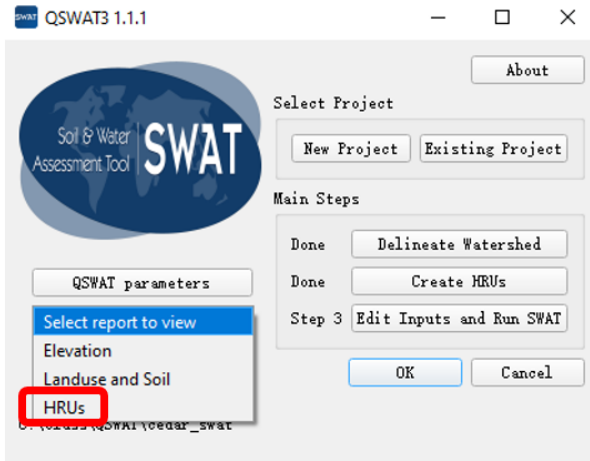 SWAT QSWAT3 1.1.1
About
Select Project
Soil & Water
Assessment Tool
SWAT
New Project Existing Project
Main Steps
Done Delineate Watershed
QSWAT parameters
Done Create HRUs
Select report to view
Step 3 Edit Inputs and Run SWAT
Elevation
Landuse and Soil
OK Cancel
HRUs